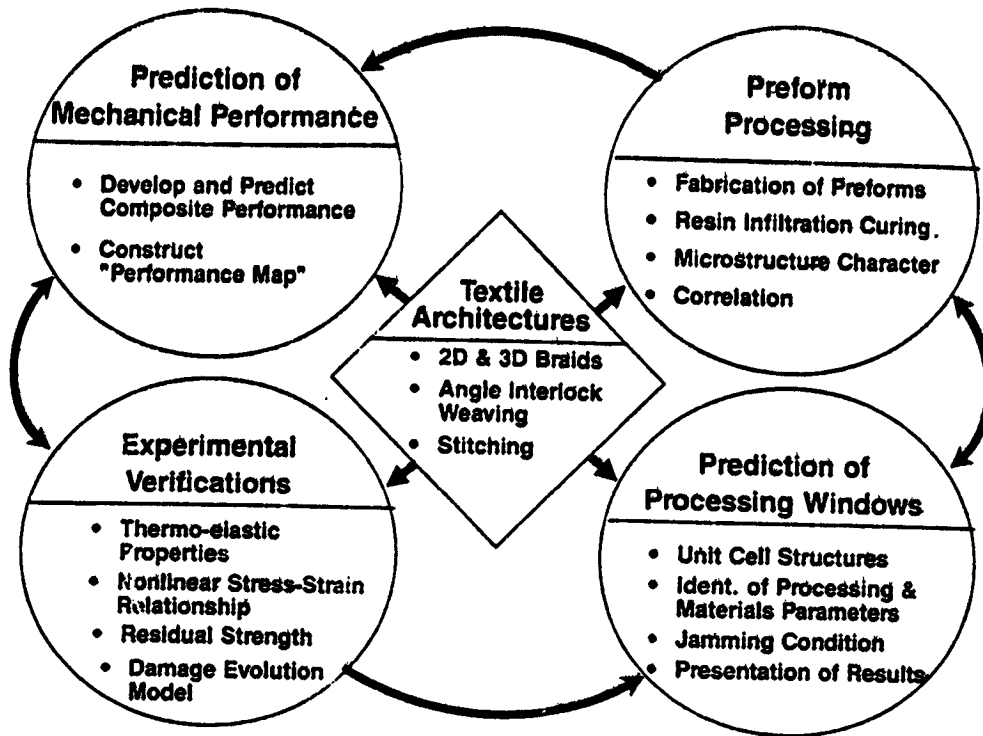 Prediction of
Mechanical Performance
• Develop and Predict
Composite Performance
• Construct
"Performance Map"
Preform
Processing
• Fabrication of Preforms
• Resin Infiltration Curing.
• Microstructure Character
• Correlation
Textile
Architectures
• 2D & 3D Braids
• Angle Interlock
Weaving
• Stitching
Experimental
Verifications
• Thermo-elastic
Properties
• Nonlinear Stress-Strain
Relationship
• Residual Strength
• Damage Evolution
Model
Prediction of
Processing Windows
• Unit Cell Structures
• Ident. of Processing &
Materials Parameters
• Jamming Condition
• Presentation of Results